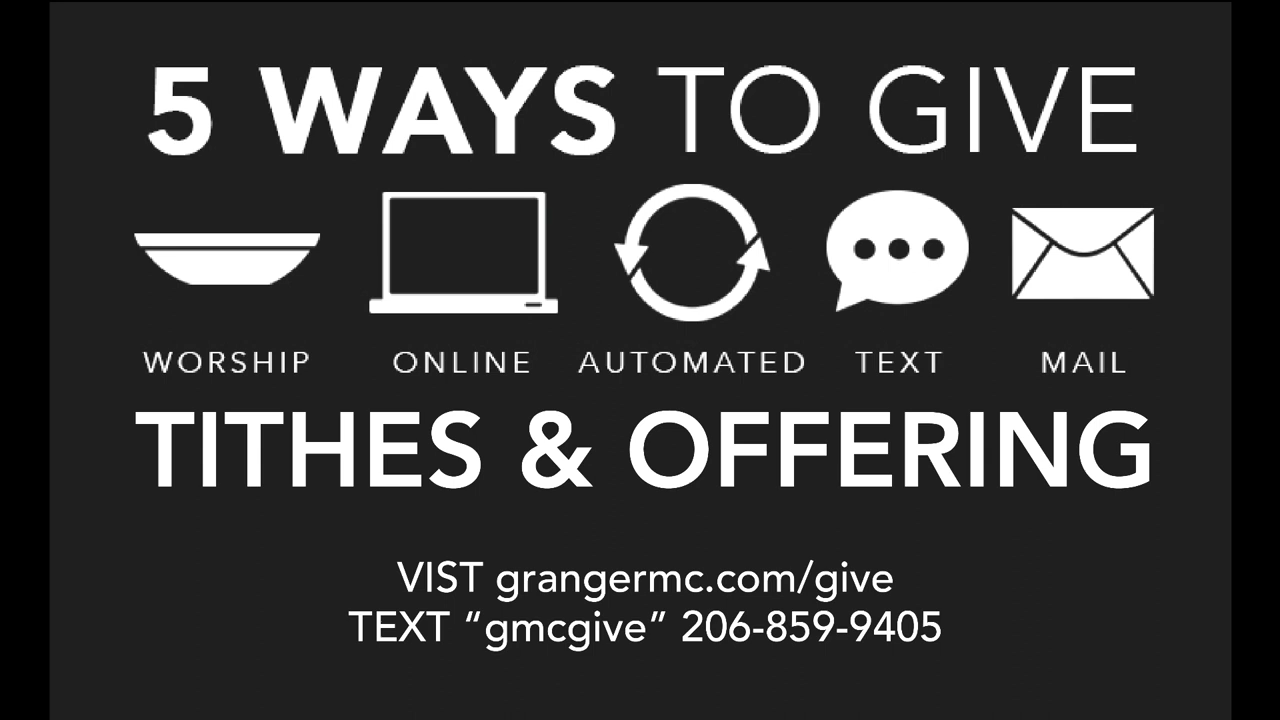 5 WAYS TO GIVE
WORSHIP ONLINE AUTOMATED TEXT MAIL
TITHES & OFFERING
VIST grangermc.com/give
TEXT “gmcgive” 206-859-9405